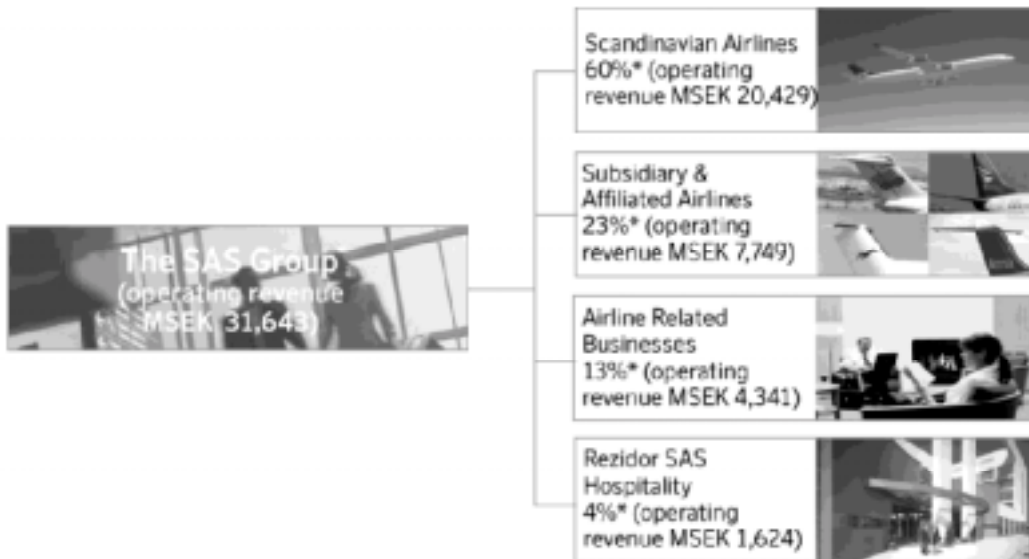 The SAS Group
(operating revenue
MSEK 31,643)
Scandinavian Airlines
60%* (operating
revenue MSEK 20,429)
Subsidiary &
Affiliated Airlines
23%* (operating
revenue MSEK 7,749)
Airline Related
Businesses
13%* (operating
revenue MSEK 4,341)
Rezidor SAS
Hospitality
4%* (operating
revenue MSEK 1,624)